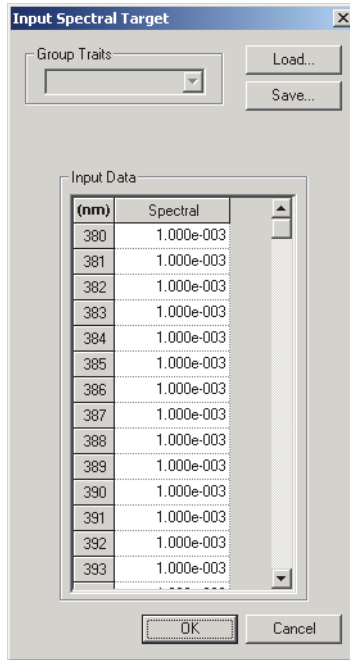 Input Spectral Target
Group Traits
Load...
Save...
Input Data
(nm) Spectral
380 1.000e-003
381 1.000e-003
382 1.000e-003
383 1.000e-003
384 1.000e-003
385 1.000e-003
386 1.000e-003
387 1.000e-003
388 1.000e-003
389 1.000e-003
390 1.000e-003
391 1.000e-003
392 1.000e-003
393 1.000e-003
OK Cancel